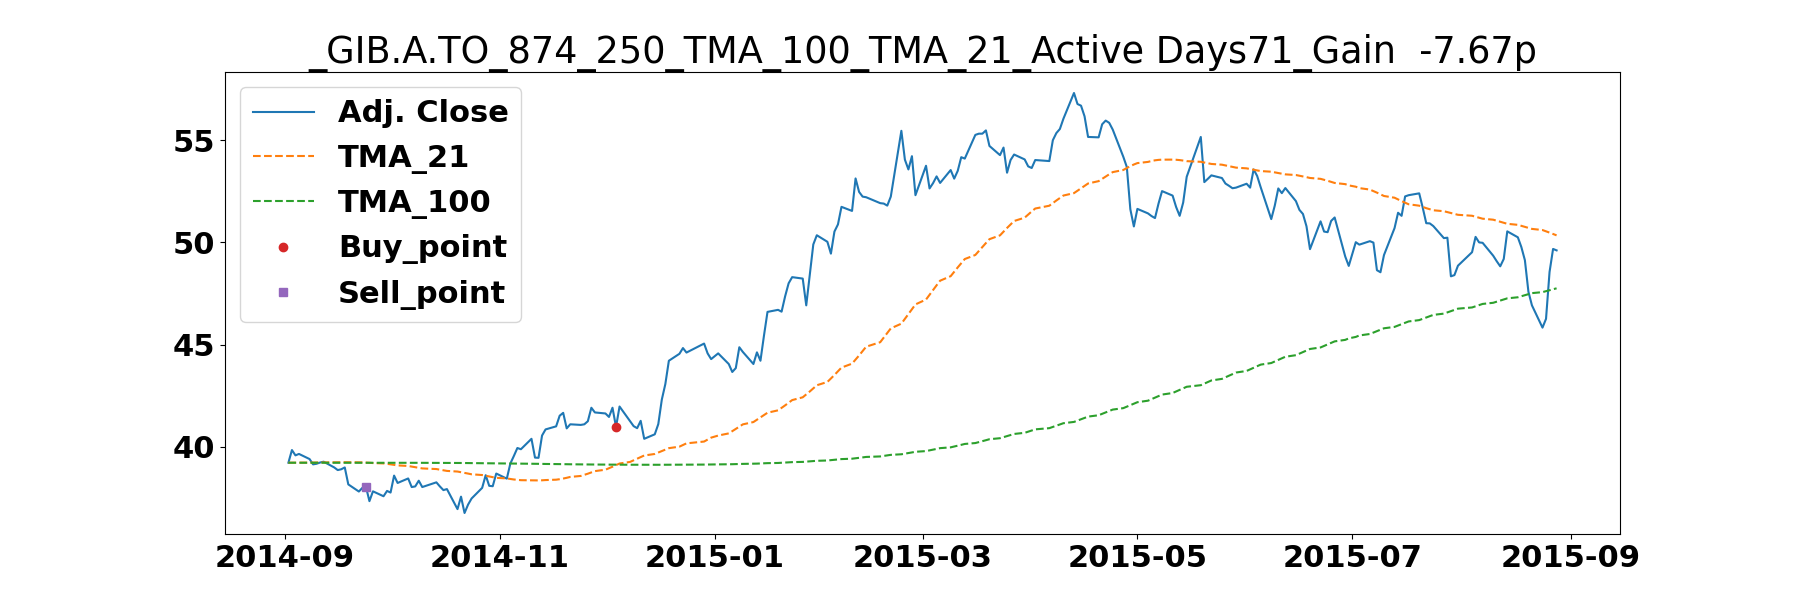 _GIB.A.TO_874_250_TMA_100_TMA_21_Active Days71_Gain  -7.67p
Adj. Close
TMA_21
TMA_100
Buy_point
Sell_point
55
50
45
40
2014-09 2014-11 2015-01 2015-03 2015-05 2015-07 2015-09